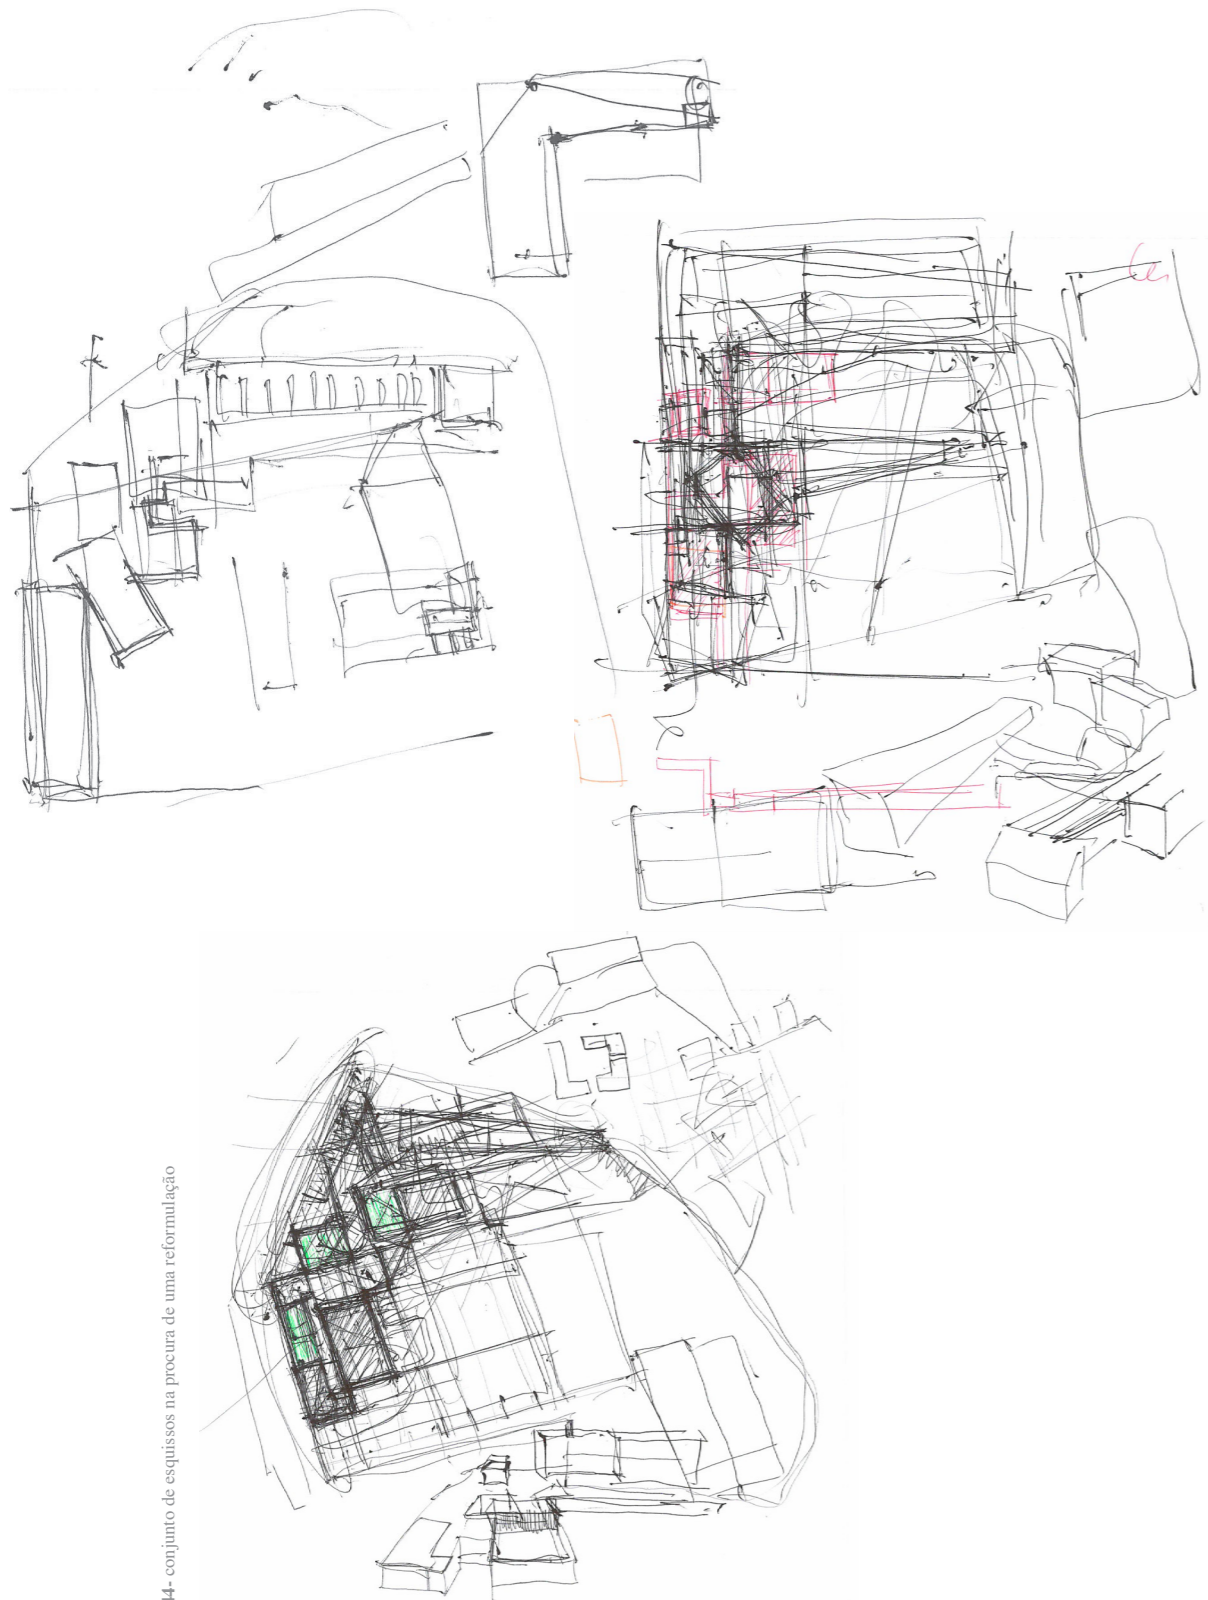 44- conjunto de esquissos na procura de uma reformulação